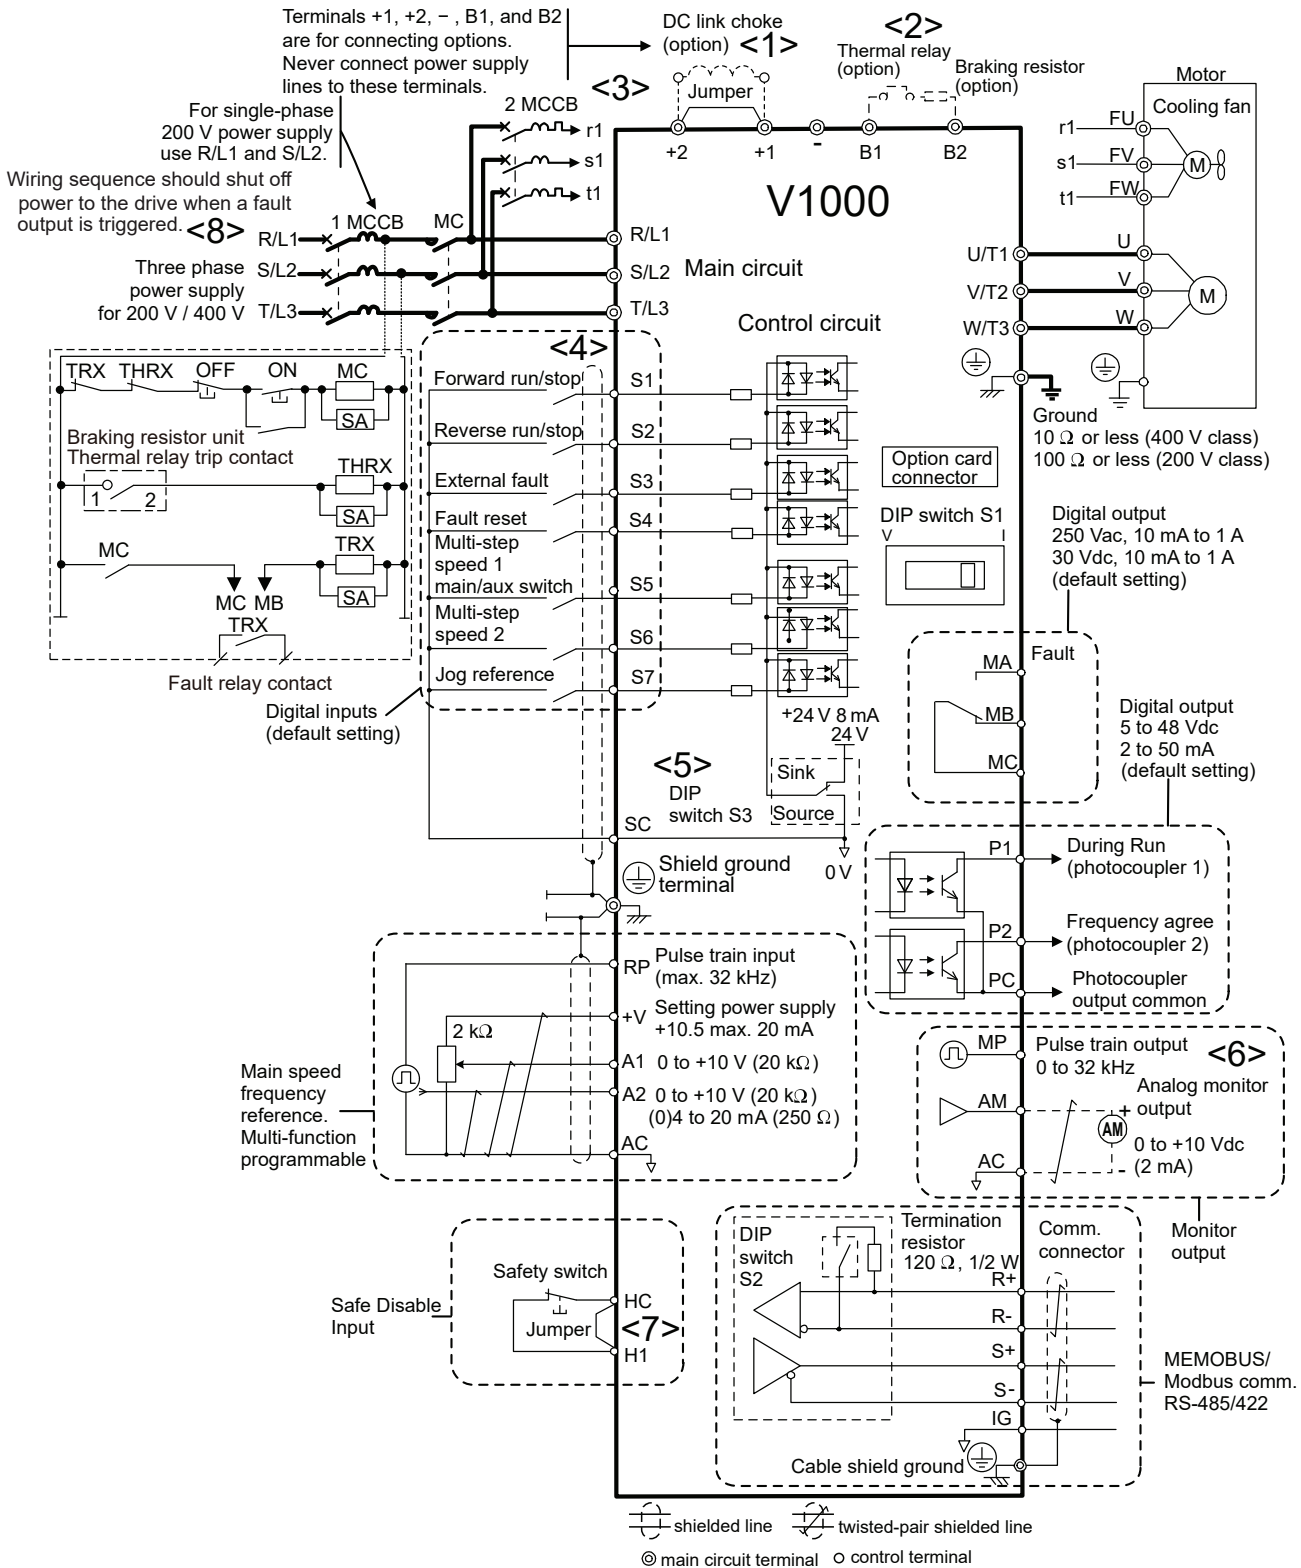 Terminals +1, +2, − , B1, and B2
are for connecting options.
Never connect power supply
lines to these terminals.
DC link choke
(option) <1>
Jumper
<2>
Thermal relay
(option)
Braking resistor
(option)
Motor
Cooling fan
r1 FU
s1 FV
t1 FW
M
<3>
2 MCCB
r1
s1
t1
+2 +1 - B1 B2
For single-phase
200 V power supply
use R/L1 and S/L2.
Wiring sequence should shut off
power to the drive when a fault
output is triggered. <8>
1 MCCB MC
R/L1
S/L2
T/L3
Three phase
power supply
for 200 V / 400 V
V1000
R/L1
S/L2
T/L3
Main circuit
Control circuit
U/T1 U
V/T2 V
W/T3 W
M
Ground
10 Ω or less (400 V class)
100 Ω or less (200 V class)
TRX THRX OFF ON MC
SA
Braking resistor unit
Thermal relay trip contact
1 2
THRX
SA
MC
TRX
SA
MC MB
TRX
Fault relay contact
<4>
Forward run/stop S1
Reverse run/stop S2
External fault S3
Fault reset S4
Multi-step
speed 1
main/aux switch S5
Multi-step
speed 2 S6
Jog reference S7
Digital inputs
(default setting)
Option card
connector
DIP switch S1
V I
Digital output
250 Vac, 10 mA to 1 A
30 Vdc, 10 mA to 1 A
(default setting)
Fault
MA
MB
MC
Digital output
5 to 48 Vdc
2 to 50 mA
(default setting)
+24 V 8 mA
24 V
Sink
Source
0 V
<5>
DIP
switch S3
SC
Shield ground
terminal
P1 During Run
(photocoupler 1)
P2 Frequency agree
(photocoupler 2)
PC Photocoupler
output common
Main speed
frequency
reference.
Multi-function
programmable
2 kΩ
RP Pulse train input
(max. 32 kHz)
+V Setting power supply
+10.5 max. 20 mA
A1 0 to +10 V (20 kΩ)
A2 0 to +10 V (20 kΩ)
(0)4 to 20 mA (250 Ω)
AC
MP Pulse train output
0 to 32 kHz
<6>
Analog monitor
output
AM + AM
0 to +10 Vdc
(2 mA)
AC -
Monitor
output
Safe Disable
Input
Safety switch
Jumper
HC
<7>
H1
DIP
switch
S2
Termination
resistor
120 Ω, 1/2 W
Comm.
connector
R+
R-
S+
S-
IG
Cable shield ground
MEMOBUS/
Modbus comm.
RS-485/422
shielded line twisted-pair shielded line
main circuit terminal control terminal